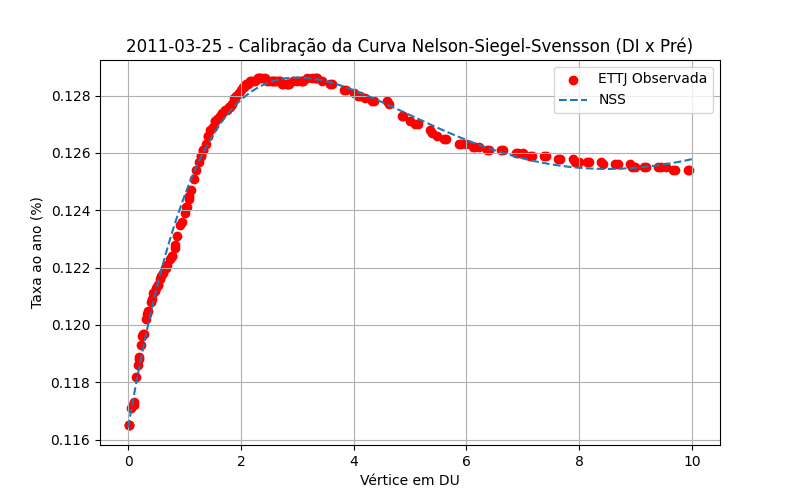 2011-03-25 - Calibração da Curva Nelson-Siegel-Svensson (DI x Pré)
ETTJ Observada
NSS
Taxa ao ano (%)
0.128
0.126
0.124
0.122
0.120
0.118
0.116
0 2 4 6 8 10
Vértice em DU